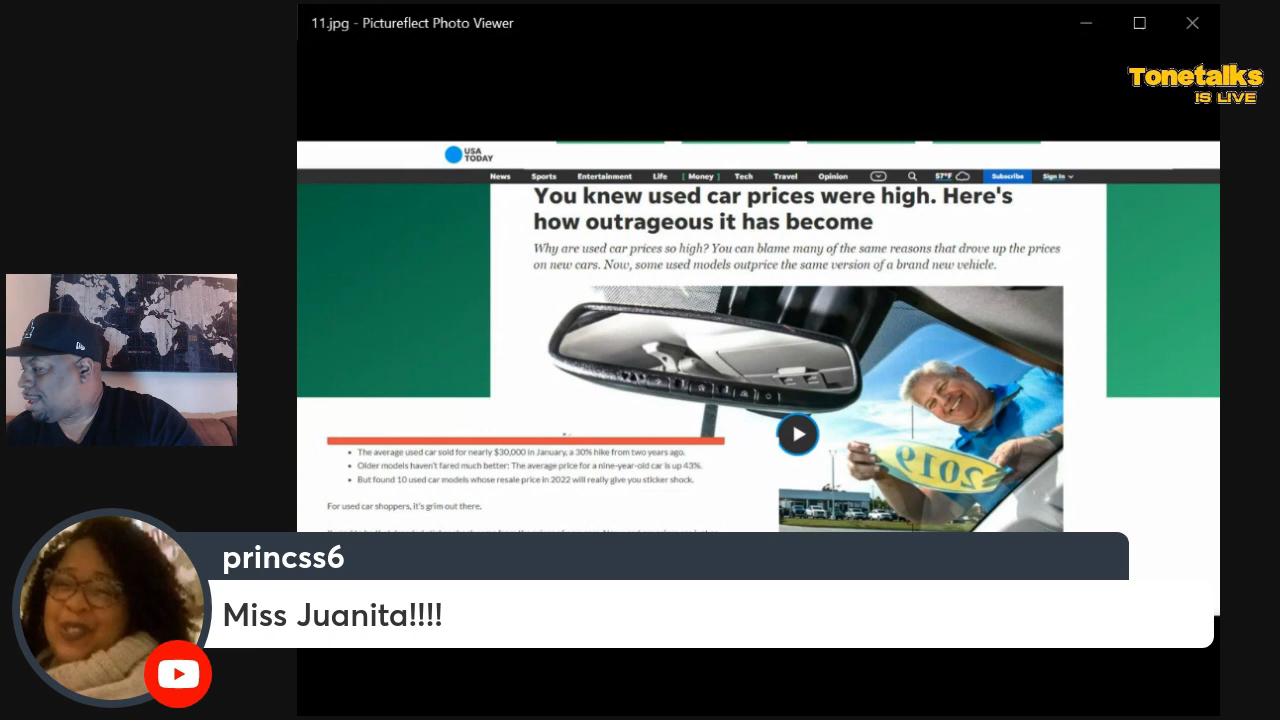 11.jpg - Pictureflect Photo Viewer
Tonetalks
IS LIVE
USA
TODAY
News Sports Entertainment Life Money Tech Travel Opinion 57°F Subscribe Sign In
You knew used car prices were high. Here's
how outrageous it has become
Why are used car prices so high? You can blame many of the same reasons that drove up the prices
on new cars. Now, some used models outprice the same version of a brand new vehicle.
2019
• The average used car sold for nearly $30,000 in January, a 30% hike from two years ago.
• Older models haven't fared much better: The average price for a nine-year-old car is up 43%.
• But found 10 used car models whose resale price in 2022 will really give you sticker shock.
For used car shoppers, it's grim out there.
princss6
Miss Juanita!!!!